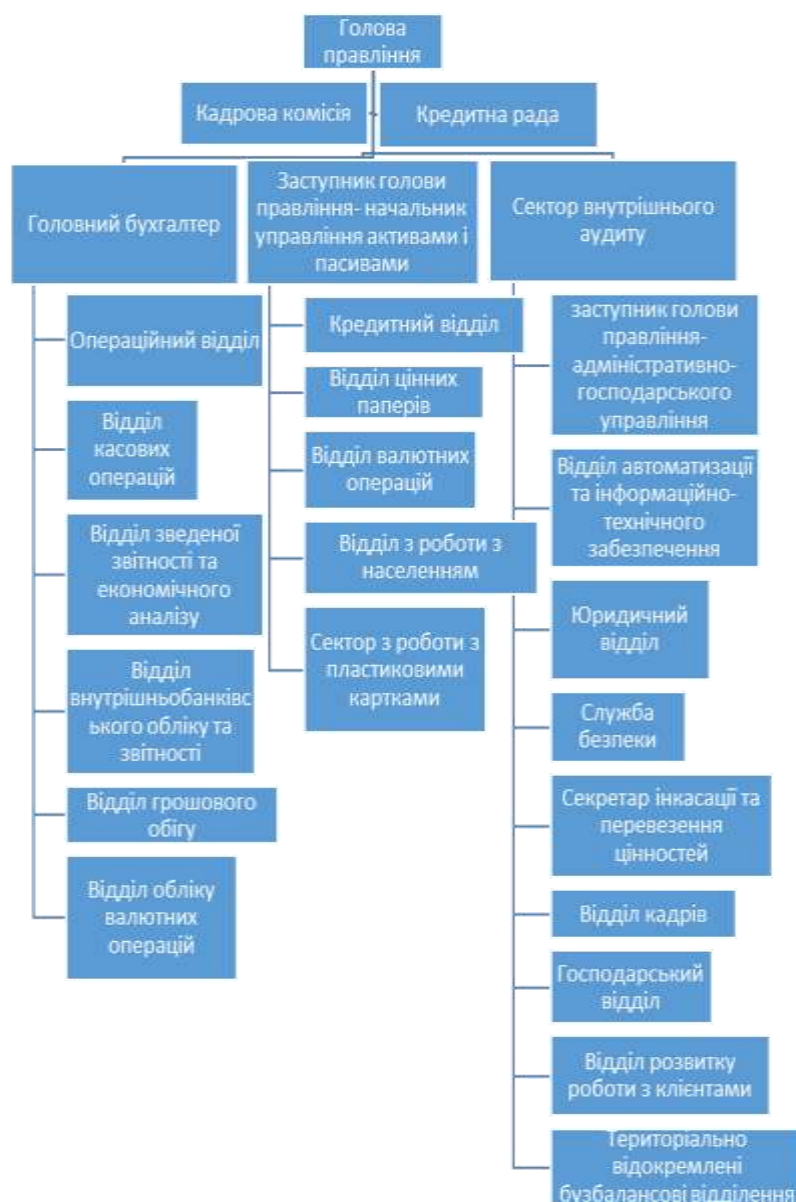 Голова
правління
Кадрова комісія
Кредитна рада
Головний бухгалтер
Заступник голови
правління- начальник
управління активами і
пасивами
Сектор внутрішнього
аудиту
Операційний відділ
Відділ
касових
операцій
Відділ зведеної
звітності та
економічного
аналізу
Відділ
внутрішньобанківс
ького обліку та
звітності
Відділ грошового
обігу
Відділ обліку
валютних
операцій
Кредитний відділ
Відділ цінних
паперів
Відділ валютних
операцій
Відділ з роботи з
населенням
Сектор з роботи з
пластиковими
картками
заступник голови
правління-
адміністративно-
господарського
управління
Відділ автоматизації
та інформаційно-
технічного
забезпечення
Юридичний
відділ
Служба
безпеки
Секретар інкасації та
перевезення
цінностей
Відділ кадрів
Господарський
відділ
Відділ розвитку
роботи з клієнтами
Територіально
відокремлені
бузбалансові відділення